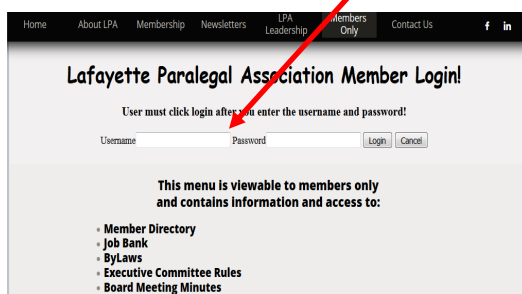 Home About LPA Membership Newsletters LPA Leadership Members Only Contact Us f in
Lafayette Paralegal Association Member Login!
User must click login after you enter the username and password!
Username Password Login Cancel
This menu is viewable to members only
and contains information and access to:
• Member Directory
• Job Bank
• ByLaws
• Executive Committee Rules
• Board Meeting Minutes